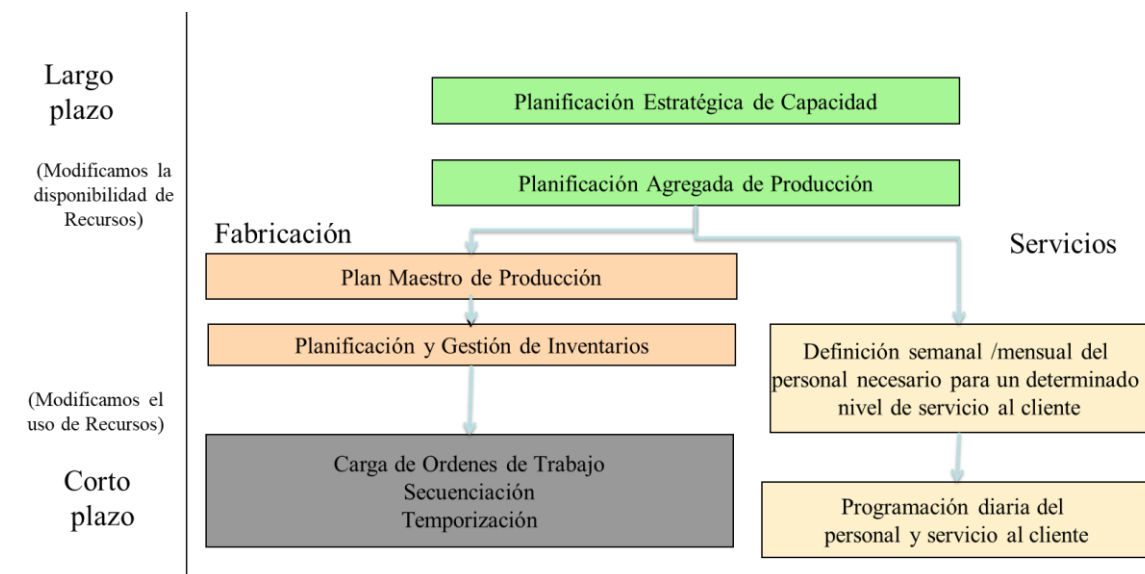 Largo
plazo
(Modificamos la
disponibilidad de
Recursos)
(Modificamos el
uso de Recursos)
Corto
plazo
Planificación Estratégica de Capacidad
Planificación Agregada de Producción
Fabricación
Plan Maestro de Producción
Planificación y Gestión de Inventarios
Carga de Ordenes de Trabajo
Secuenciación
Temporización
Servicios
Definición semanal /mensual del
personal necesario para un determinado
nivel de servicio al cliente
Programación diaria del
personal y servicio al cliente